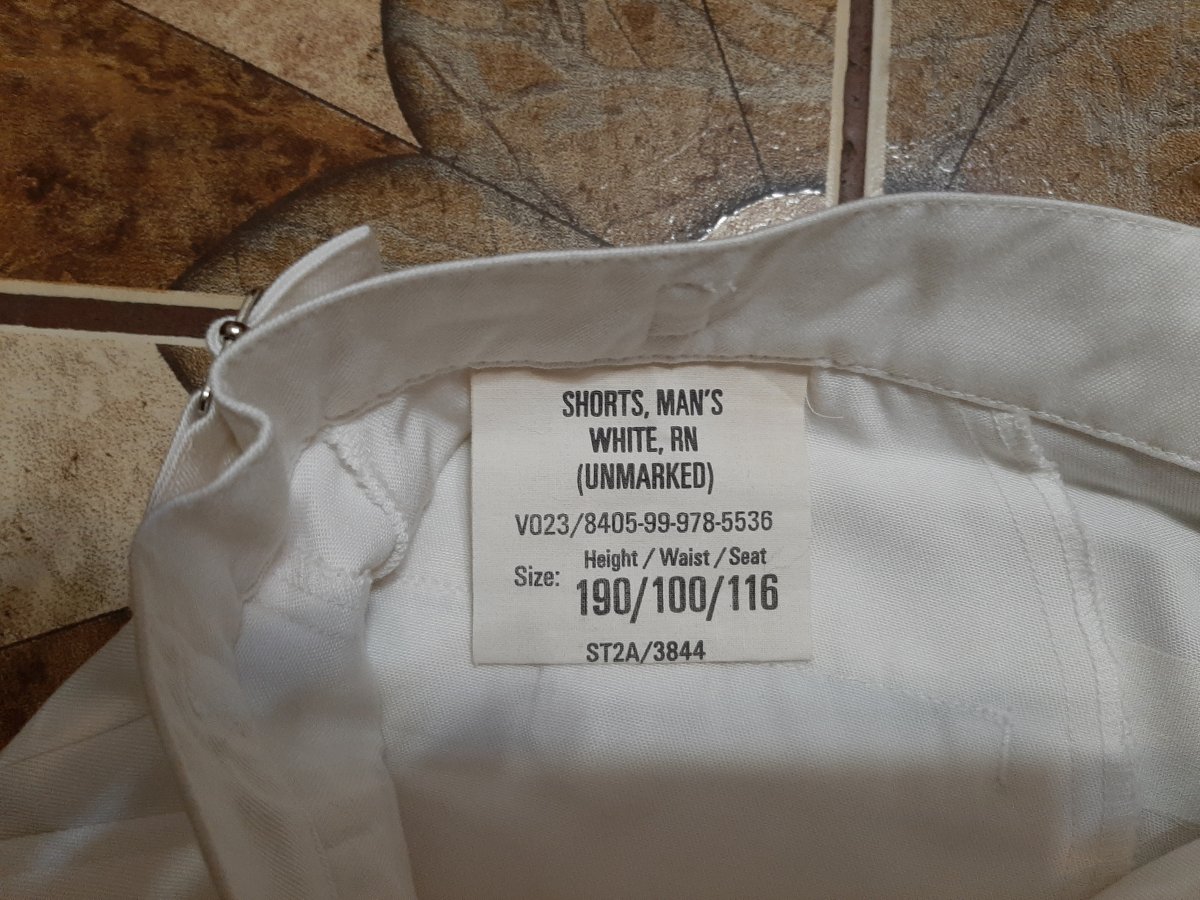 SHORTS, MAN'S
WHITE, RN
(UNMARKED)
V023/8405-99-978-5536
Height / Waist / Seat
Size: 190/100/116
ST2A/3844